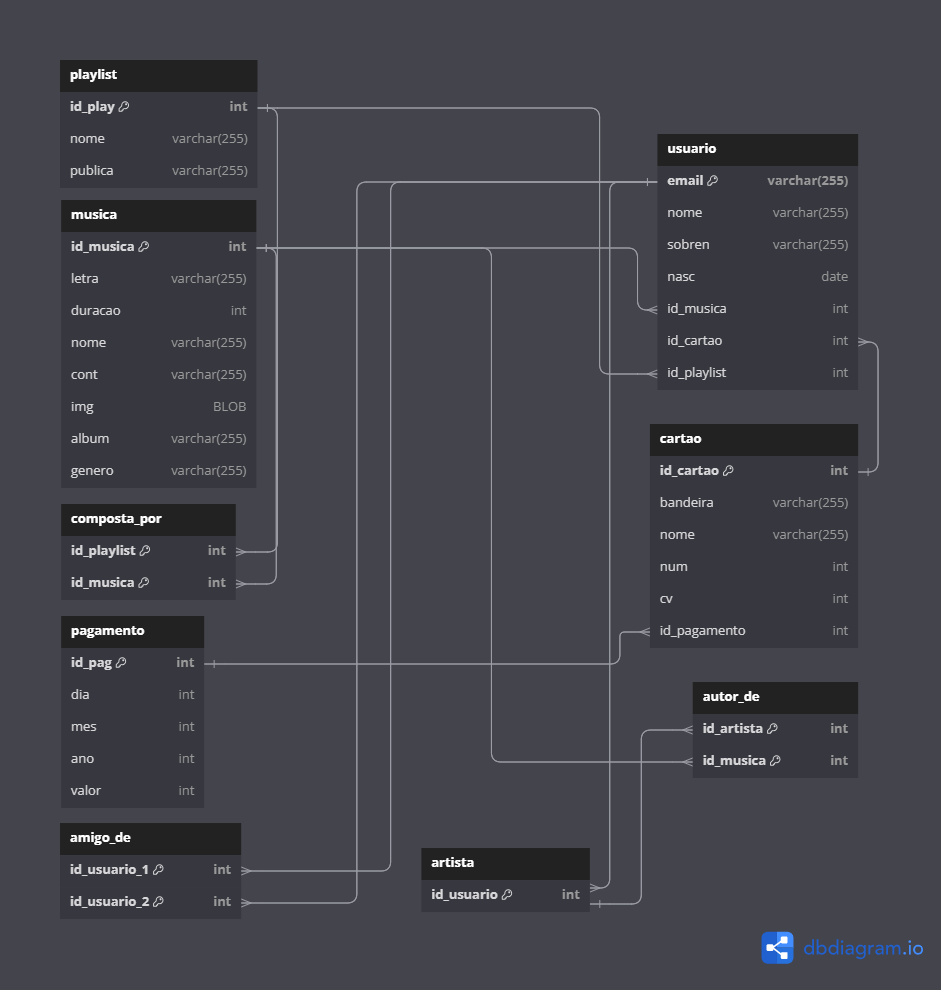 playlist
id_play int
nome varchar(255)
publica varchar(255)
musica
id_musica int
letra varchar(255)
duracao int
nome varchar(255)
cont varchar(255)
img BLOB
album varchar(255)
genero varchar(255)
composta_por
id_playlist int
id_musica int
pagamento
id_pag int
dia int
mes int
ano int
valor int
amigo_de
id_usuario_1 int
id_usuario_2 int
artista
id_usuario int
usuario
email varchar(255)
nome varchar(255)
sobren varchar(255)
nasc date
id_musica int
id_cartao int
id_playlist int
cartao
id_cartao int
bandeira varchar(255)
nome varchar(255)
num int
cv int
id_pagamento int
autor_de
id_artista int
id_musica int
dbdiagram.io